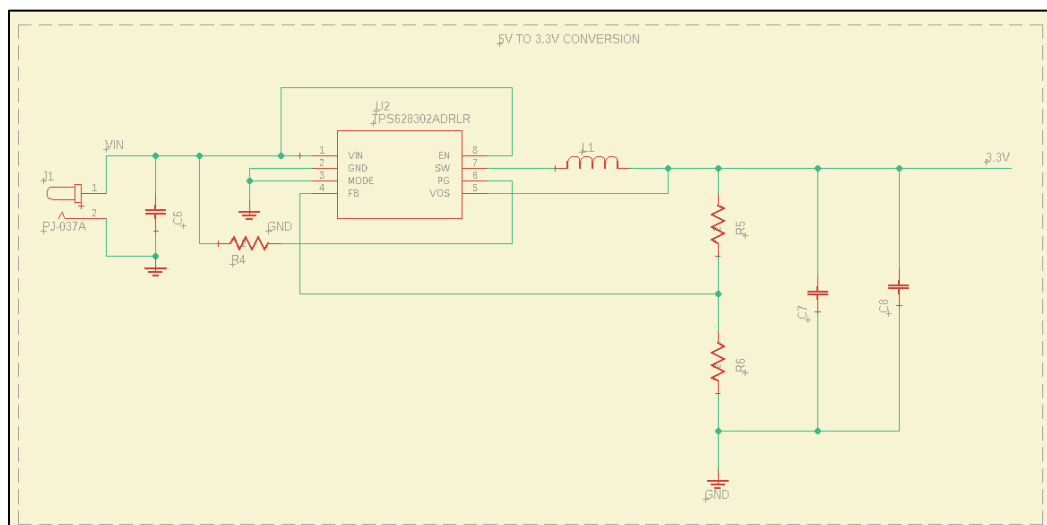 5V TO 3.3V CONVERSION
U2
TPS628302ADRLR
VIN
1 VIN EN 8
2 GND SW 7
3 MODE PG 6
4 FB VOS 5
L1
3.3V
J1
1
2
PJ-037A
C6
GND
R4
R5
C7
C8
R6
GND